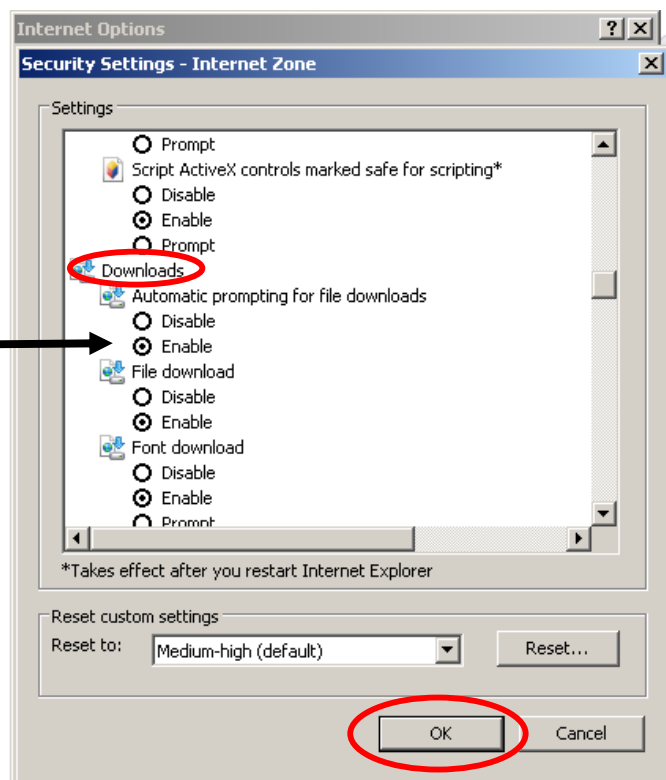 Internet Options
Security Settings - Internet Zone
Settings
Prompt
Script ActiveX controls marked safe for scripting*
Disable
Enable
Prompt
Downloads
Automatic prompting for file downloads
Disable
Enable
File download
Disable
Enable
Font download
Disable
Enable
Prompt
*Takes effect after you restart Internet Explorer
Reset custom settings
Reset to: Medium-high (default) Reset...
OK Cancel